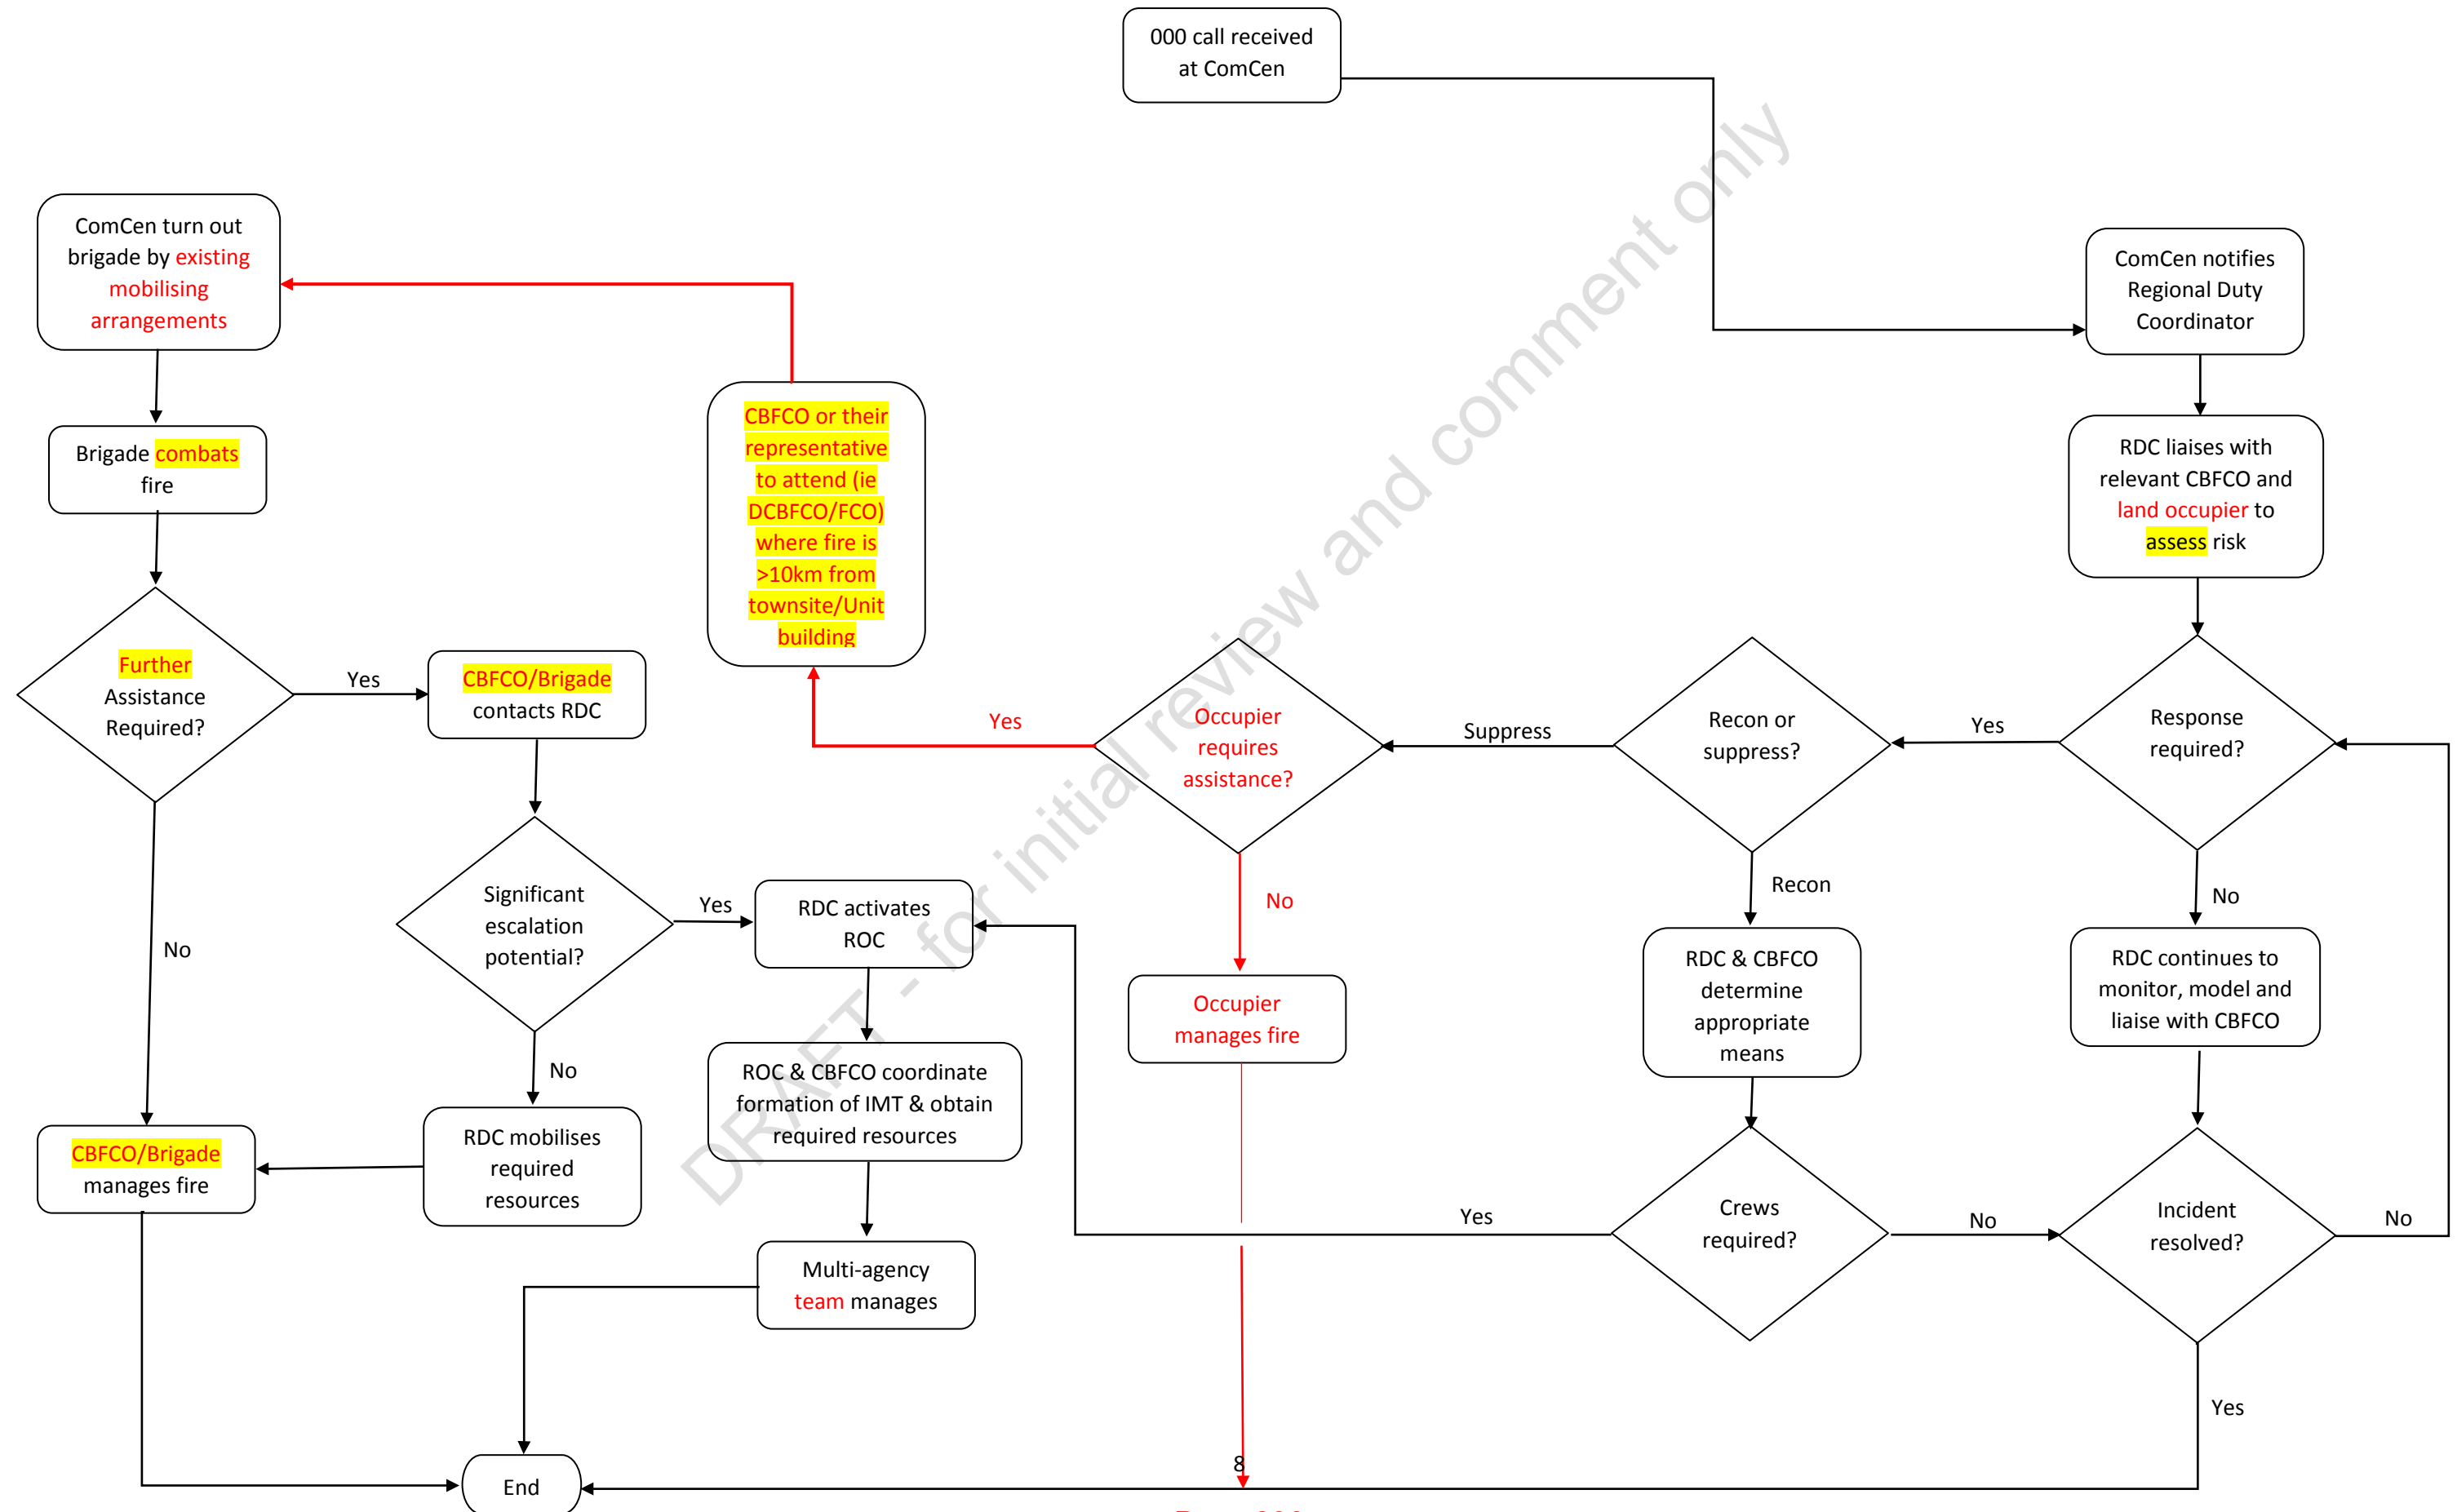 000 call received
at ComCen
ComCen turn out
brigade by existing
mobilising
arrangements
ComCen notifies
Regional Duty
Coordinator
Brigade combats
fire
CBFCO or their
representative
to attend (ie
DCBFCO/FCO)
where fire is
>10km from
townsite/Unit
building
RDC liaises with
relevant CBFCO and
land occupier to
assess risk
Further
Assistance
Required?
Yes
CBFCO/Brigade
contacts RDC
Yes
Occupier
requires
assistance?
Suppress
Recon or
suppress?
Yes
Response
required?
No
Significant
escalation
potential?
Yes
RDC activates
ROC
No
Recon
No
Occupier
manages fire
RDC & CBFCO
determine
appropriate
means
RDC continues to
monitor, model and
liaise with CBFCO
No
ROC & CBFCO coordinate
formation of IMT & obtain
required resources
CBFCO/Brigade
manages fire
RDC mobilises
required
resources
Yes
Crews
required?
No
Incident
resolved?
No
Multi-agency
team manages
Yes
End
8
DRAFT - for initial review and comment only